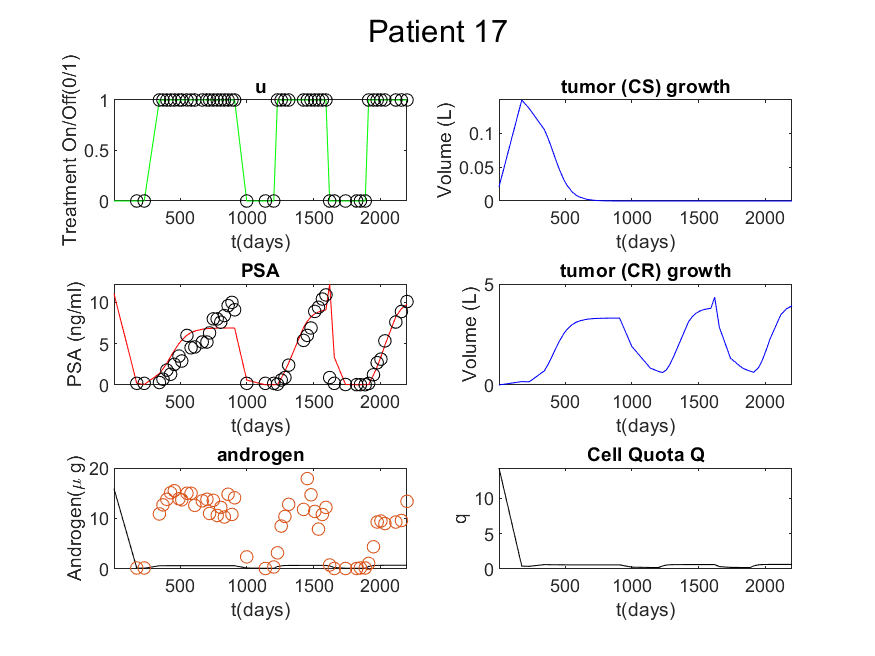 Patient 17
u
Treatment On/Off(0/1)
1
0.5
0
500 1000 1500 2000
t(days)
tumor (CS) growth
Volume (L)
0.1
0.05
0
500 1000 1500 2000
t(days)
PSA
PSA (ng/ml)
10
5
0
500 1000 1500 2000
t(days)
tumor (CR) growth
Volume (L)
5
0
500 1000 1500 2000
t(days)
androgen
Androgen(μ g)
20
10
0
500 1000 1500 2000
t(days)
Cell Quota Q
q
10
5
0
500 1000 1500 2000
t(days)